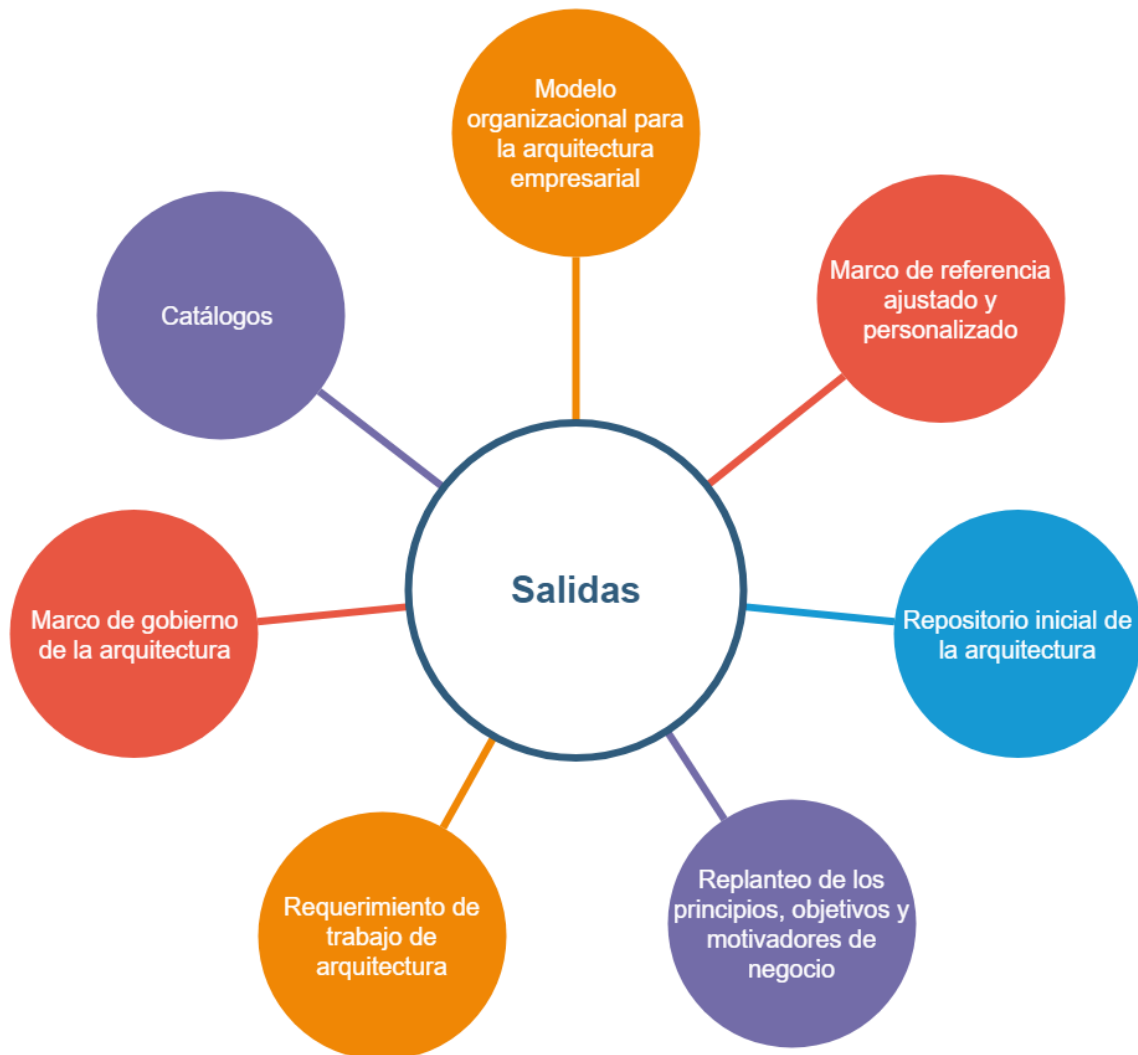 Modelo
organizacional para
la arquitectura
empresarial
Marco de referencia
ajustado y
personalizado
Catálogos
Salidas
Marco de gobierno
de la arquitectura
Repositorio inicial de
la arquitectura
Requerimiento de
trabajo de
arquitectura
Replanteo de los
principios, objetivos y
motivadores de
negocio